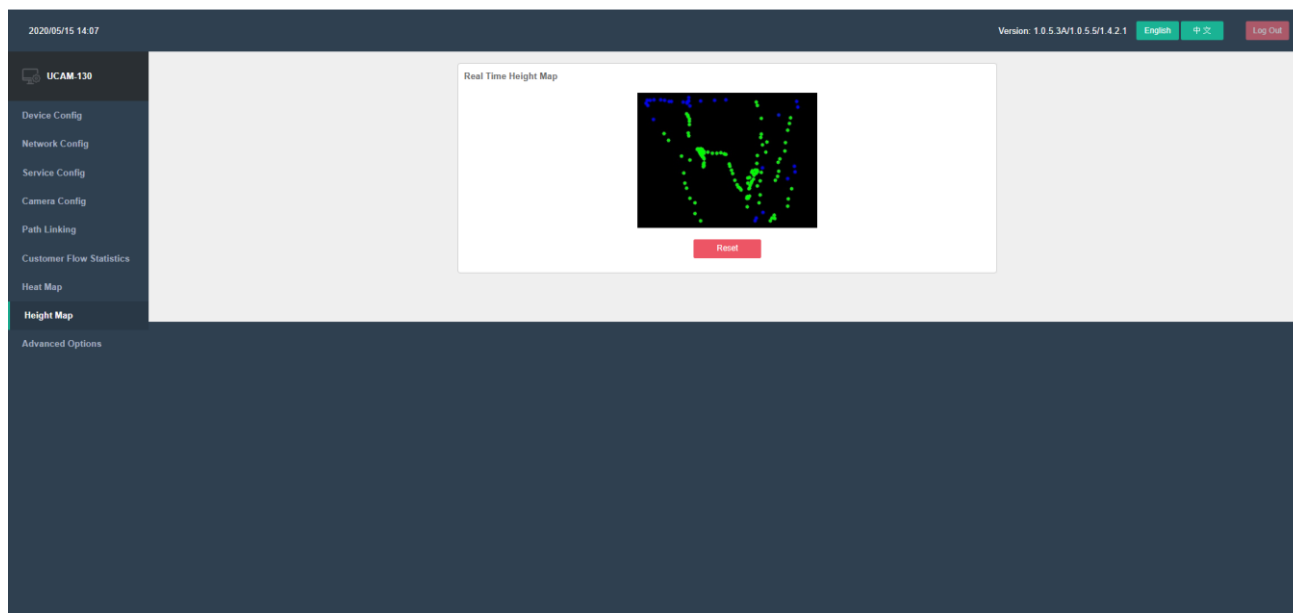 2020/05/15 14:07
Version: 1.0.5.3A/1.0.5.5/1.4.2.1
English
中文
Log Out
UCAM-130
Device Config
Network Config
Service Config
Camera Config
Path Linking
Customer Flow Statistics
Heat Map
Height Map
Advanced Options
Real Time Height Map
Reset